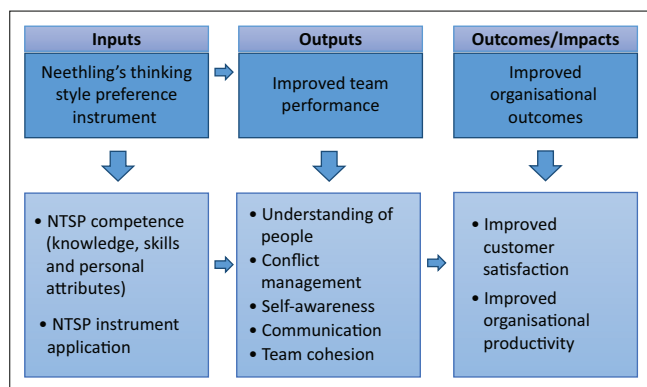 Inputs
Neethling's thinking
style preference
instrument
Outputs
Improved team
performance
Outcomes/Impacts
Improved
organisational
outcomes
• NTSP competence
(knowledge, skills
and personal
attributes)
• NTSP instrument
application
• Understanding of
people
• Conflict
management
• Self-awareness
• Communication
• Team cohesion
• Improved
customer
satisfaction
• Improved
organisational
productivity